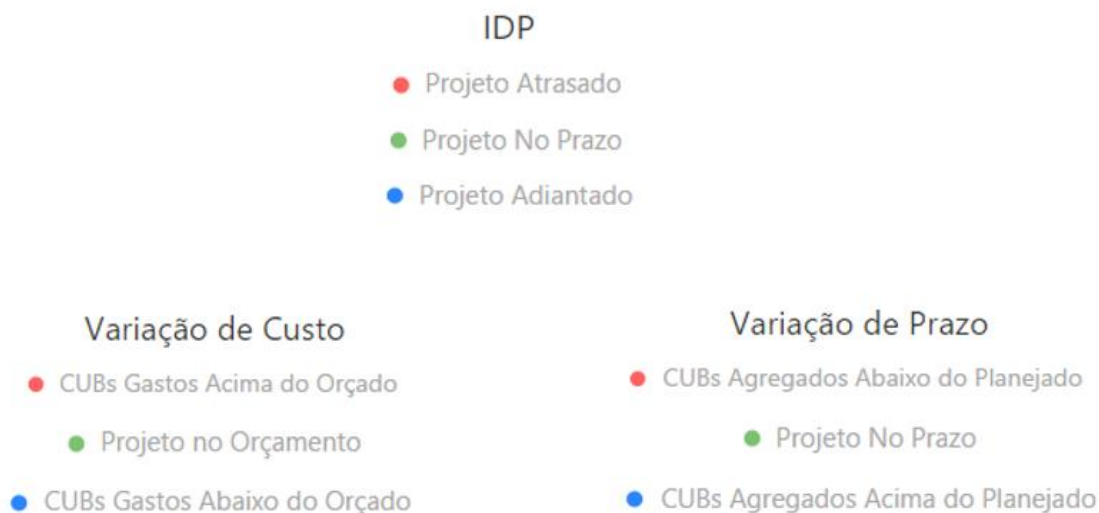 IDP
Projeto Atrasado
Projeto No Prazo
Projeto Adiantado
Variação de Custo
CUBs Gastos Acima do Orçado
Projeto no Orçamento
CUBs Gastos Abaixo do Orçado
Variação de Prazo
CUBs Agregados Abaixo do Planejado
Projeto No Prazo
CUBs Agregados Acima do Planejado